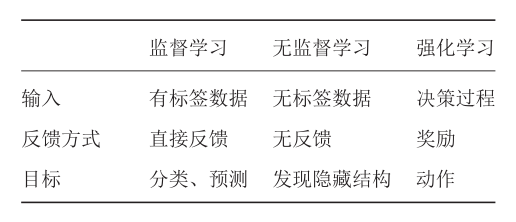 监督学习 无监督学习 强化学习
输入 有标签数据 无标签数据 决策过程
反馈方式 直接反馈 无反馈 奖励
目标 分类、预测 发现隐藏结构 动作